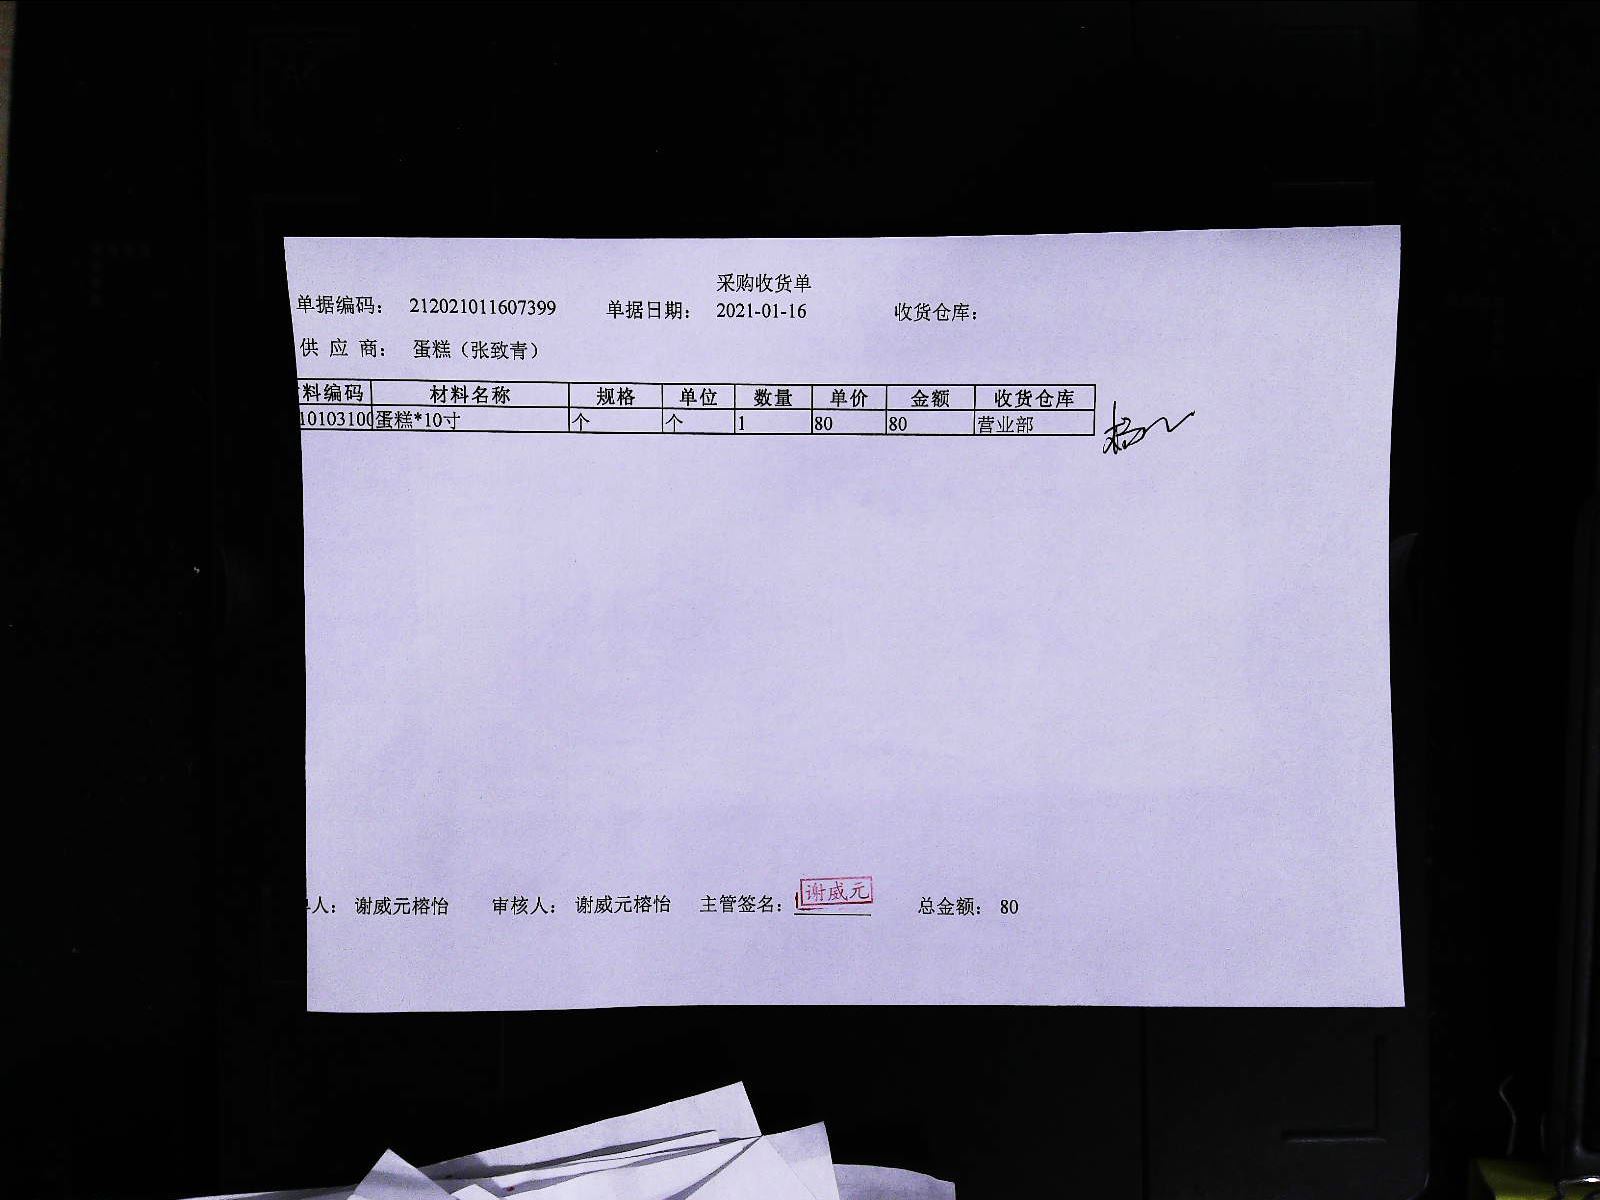 采购收货单
单据编码: 212021011607399 单据日期: 2021-01-16 收货仓库:
供应商: 蛋糕（张致青）
料编码 材料名称 规格 单位 数量 单价 金额 收货仓库
10103100 蛋糕*10寸 个 个 1 80 80 营业部
人: 谢威元榕怡 审核人: 谢威元榕怡 主管签名: 谢威元 总金额: 80